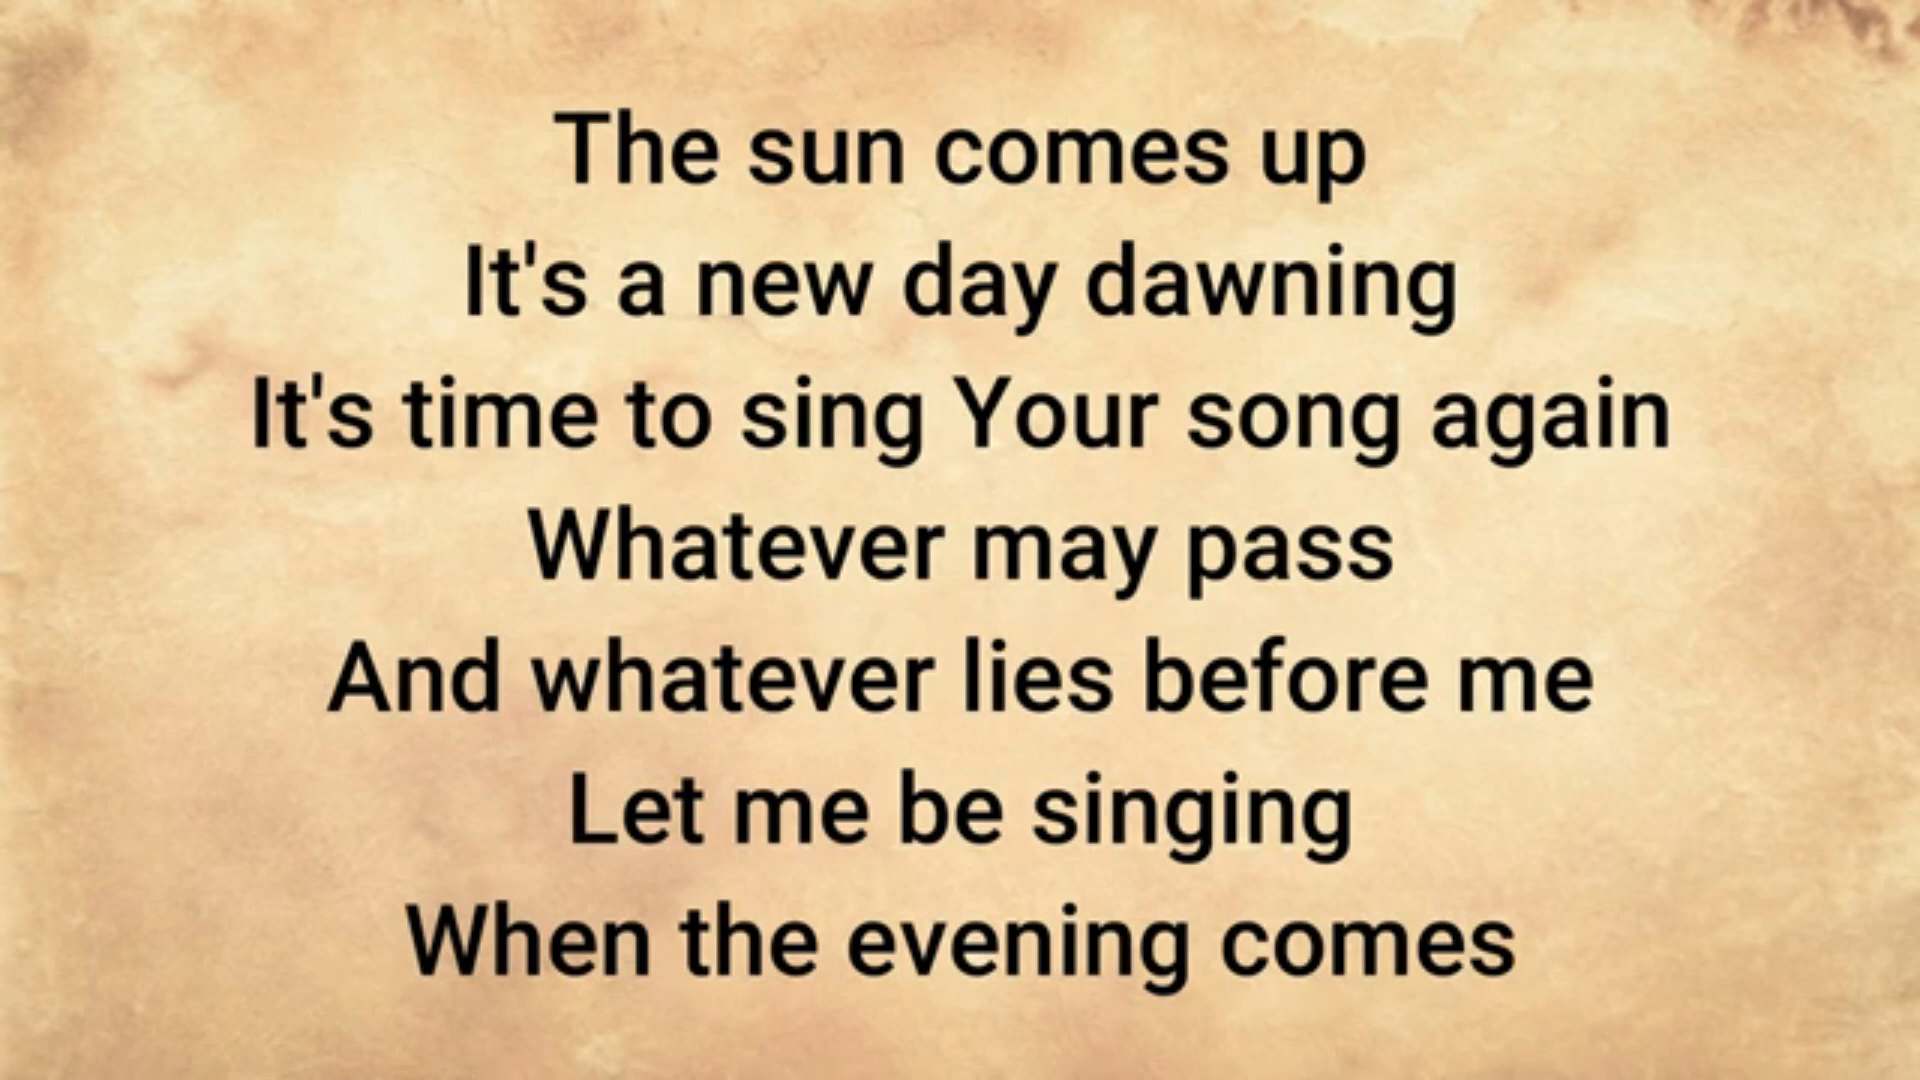 The sun comes up
It's a new day dawning
It's time to sing Your song again
Whatever may pass
And whatever lies before me
Let me be singing
When the evening comes